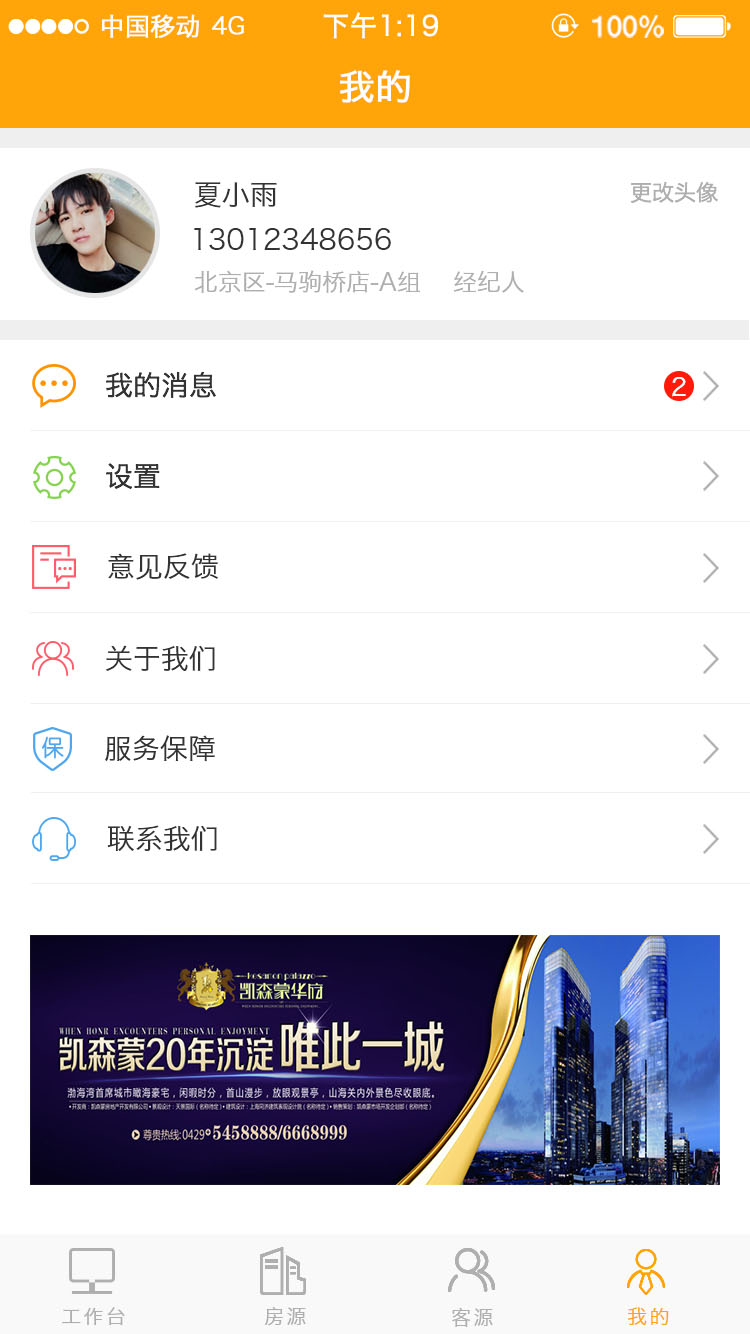 中国移动 4G 下午1:19 100%
我的
夏小雨 更改头像
13012348656
北京区-马驹桥店-A组 经纪人
我的消息 2
设置
意见反馈
关于我们
保 服务保障
联系我们
kesanon palazzo
凯森蒙华府
WHEN HONR ENCOUNTERS PERSONAL ENJOYMENT
凯森蒙20年沉淀 唯此一城
渤海湾首席城市瞰海豪宅，闲暇时分，首山漫步，放眼观景亭，山海关内外景色尽收眼底。
尊贵热线:0429 5458888/6668999
工作台 房源 客源 我的